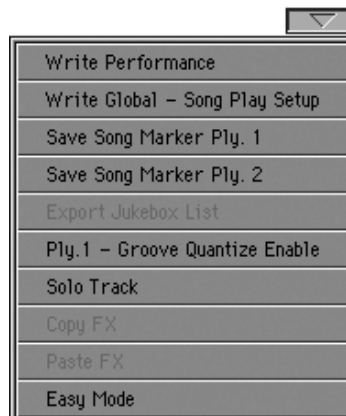 Write Performance
Write Global – Song Play Setup
Save Song Marker Ply. 1
Save Song Marker Ply. 2
Export Jukebox List
Ply.1 – Groove Quantize Enable
Solo Track
Copy FX
Paste FX
Easy Mode